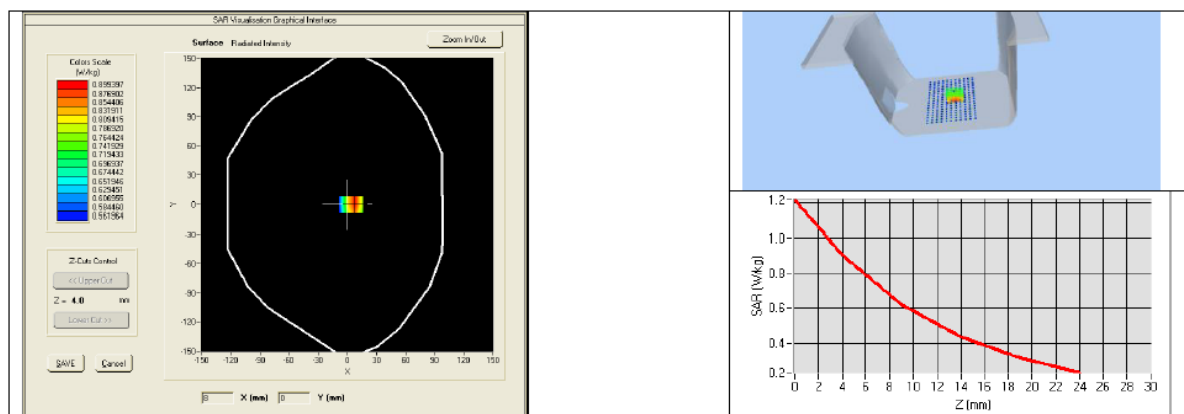 SAR Visualisation Graphical Interface
Surface Radiated Intensity
Zoom In/Out
Colors Scale
(W/kg)
0.899397
0.876902
0.854406
0.831911
0.809415
0.786920
0.764424
0.741929
0.719433
0.696937
0.674442
0.651946
0.629451
0.606955
0.584460
0.561964
Z-Cuts Control
<< Upper Cut
Z = 4.0 mm
Lower Cut >>
SAVE Cancel
150
120
90
60
30
0
-30
-60
-90
-120
-150
Y
-150 -120 -90 -60 -30 0 30 60 90 120 150
X
8 X (mm) 0 Y (mm)
1.2
1.0
0.8
0.6
0.4
0.2
SAR (W/kg)
0 2 4 6 8 10 12 14 16 18 20 22 24 26 28 30
Z (mm)